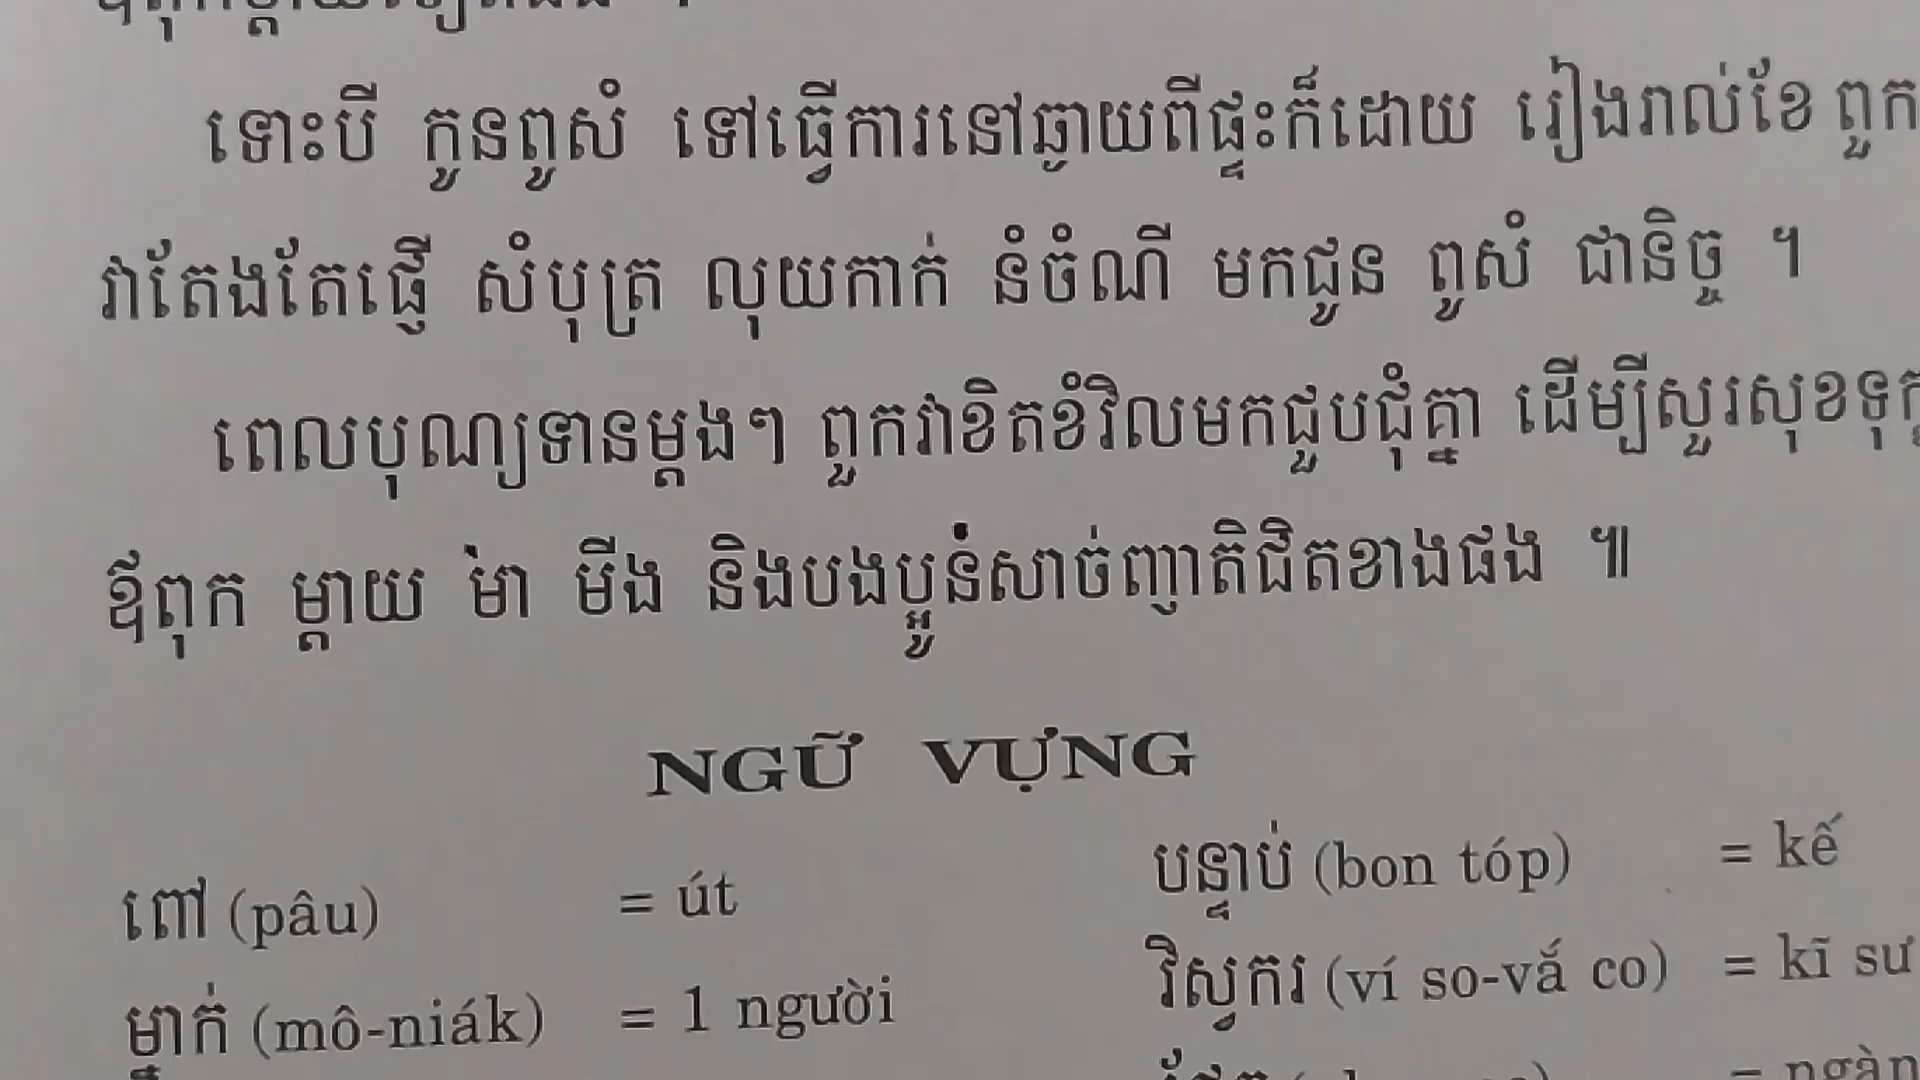 ទោះបី កូនពូសំ ទៅធ្វើការនៅឆ្ងាយពីផ្ទះក៏ដោយ រៀងរាល់ខែ ពួក
វាតែងតែផ្ញើ សំបុត្រ លុយកាក់ នំចំណី មកជូន ពូសំ ជានិច្ច ។
ពេលបុណ្យទានម្ដងៗ ពួកវាខិតខំវិលមកជួបជុំគ្នា ដើម្បីសួរសុខទុក្ខ
ឪពុក ម្ដាយ ម៉ា មីង និងបងប្អូនសាច់ញាតិជិតខាងផង ៕
NGỮ VỰNG
ពៅ (pâu) = út
បន្ទាប់ (bon tóp) = kế
ម្នាក់ (mô-niák) = 1 người
វិស្វករ (ví so-vắ co) = kĩ sư